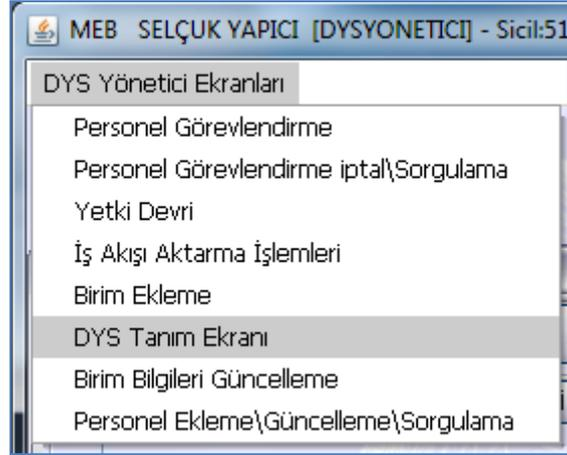 MEB SELÇUK YAPICI [DYSYONETICI] - Sicil:51
DYS Yönetici Ekranları
Personel Görevlendirme
Personel Görevlendirme iptal\Sorgulama
Yetki Devri
İş Akışı Aktarma İşlemleri
Birim Ekleme
DYS Tanım Ekranı
Birim Bilgileri Güncelleme
Personel Ekleme\Güncelleme\Sorgulama